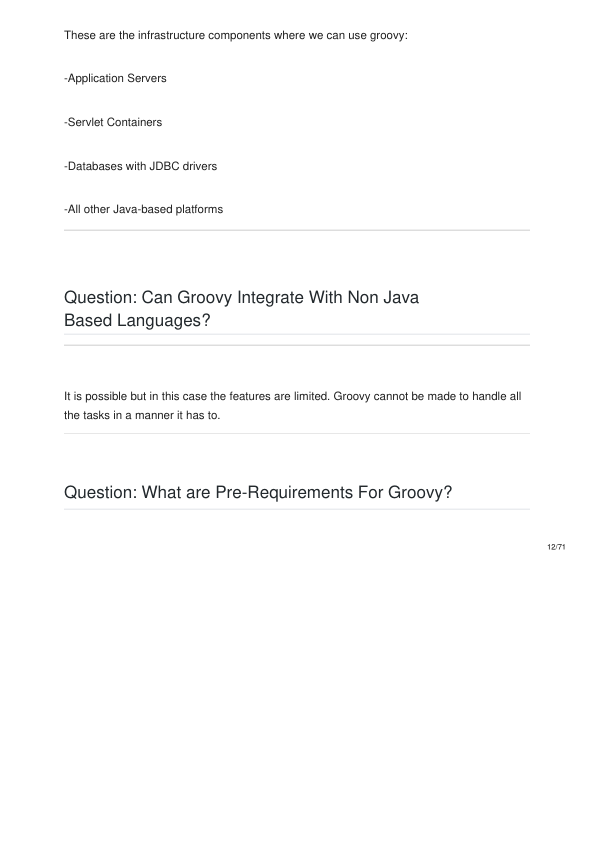 These are the infrastructure components where we can use groovy:
-Application Servers
-Servlet Containers
-Databases with JDBC drivers
-All other Java-based platforms
Question: Can Groovy Integrate With Non Java
Based Languages?
It is possible but in this case the features are limited. Groovy cannot be made to handle all
the tasks in a manner it has to.
Question: What are Pre-Requirements For Groovy?
12/71